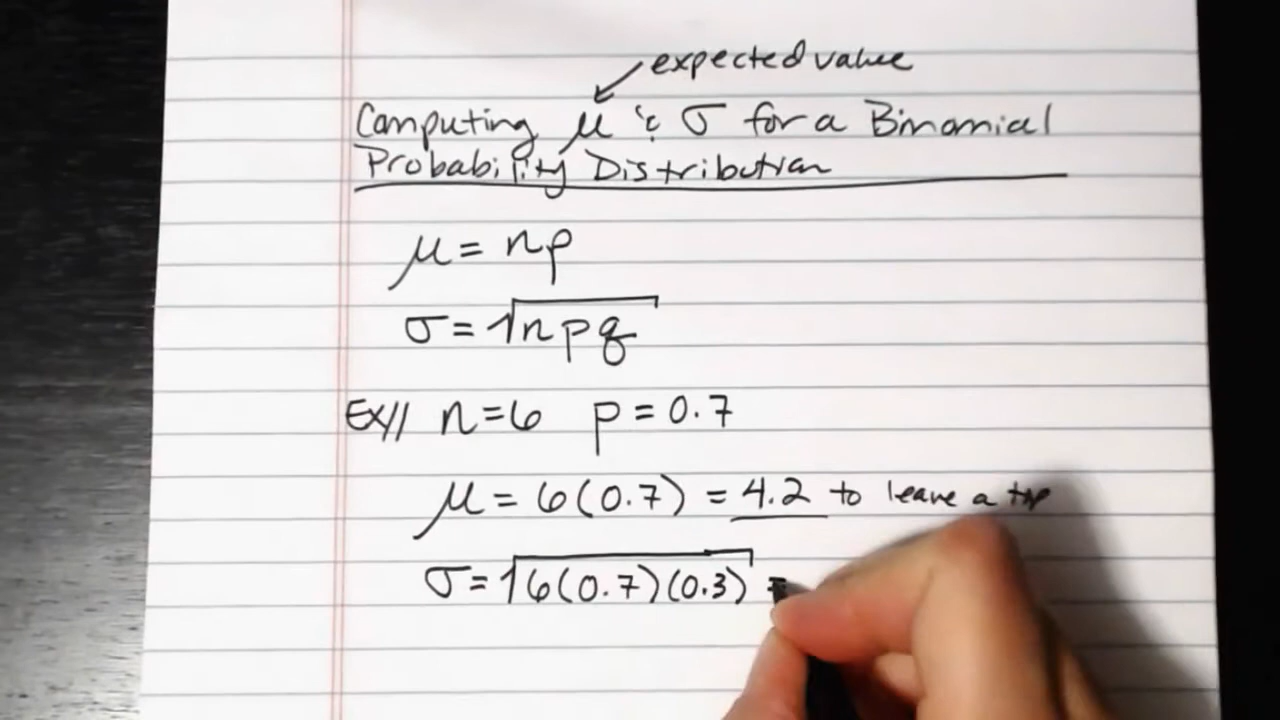 expected value
Computing μ & σ for a Binomial
Probability Distribution
μ = np
σ = √npq
EX// n=6 p=0.7
μ = 6(0.7) = 4.2 to leave a tip
σ = √6(0.7)(0.3) =